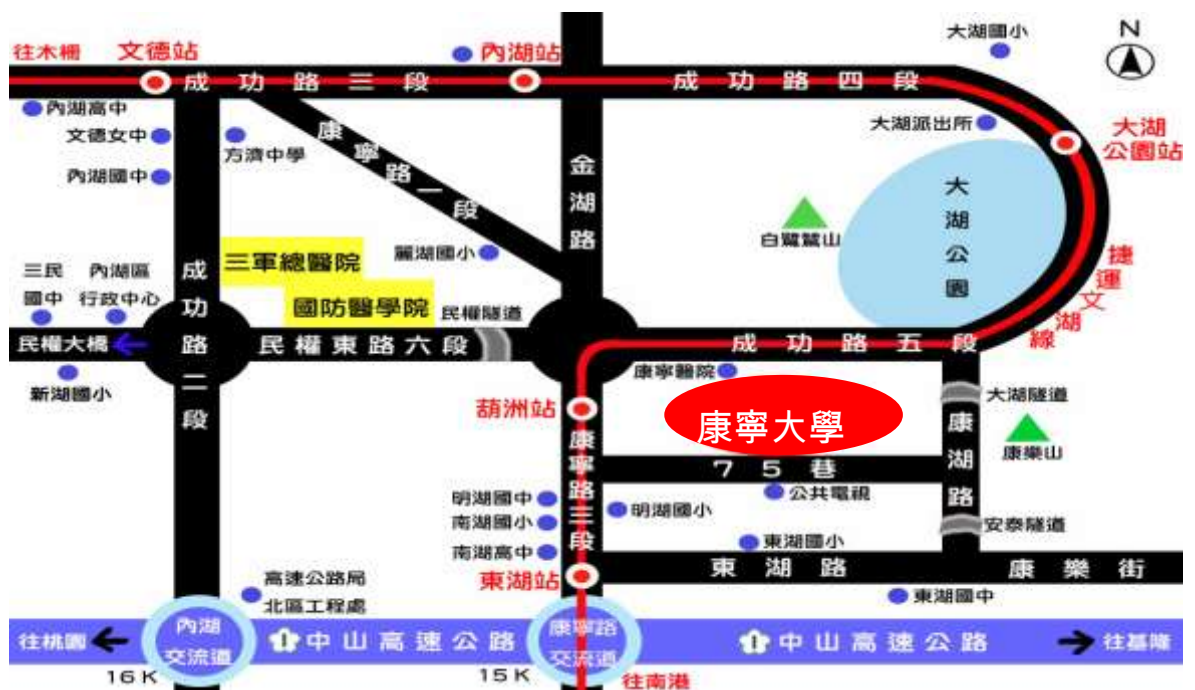 大湖國小
N
往木柵
文德站
內湖站
成功路三段
成功路四段
內湖高中
文德女中
方濟中學
內湖國中
康寧路一段
金湖路
大湖派出所
大湖
公園站
大湖公園
白鷺鷥山
捷運文湖線
三軍總醫院
國防醫學院
麗湖國小
民權隧道
三民
國中
內湖區
行政中心
成功路二段
民權大橋
民權東路六段
成功路五段
新湖國小
康寧醫院
大湖隧道
葫洲站
康寧大學
康湖路
康樂山
75巷
康寧路三段
明湖國中
明湖國小
公共電視
南湖國小
南湖高中
東湖國小
安泰隧道
東湖站
東湖路
康樂街
高速公路局
北區工程處
東湖國中
往桃園
內湖
交流道
1
中山高速公路
康寧路
交流道
1
中山高速公路
往基隆
16K
15K
往南港